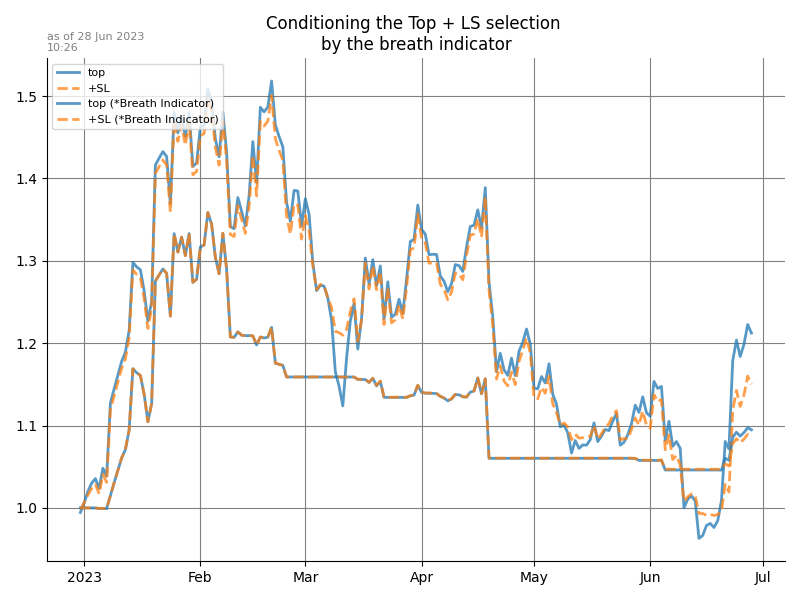 Conditioning the Top + LS selection
by the breath indicator
as of 28 Jun 2023
10:26
top
+SL
top (*Breath Indicator)
+SL (*Breath Indicator)
1.5
1.4
1.3
1.2
1.1
1.0
2023 Feb Mar Apr May Jun Jul